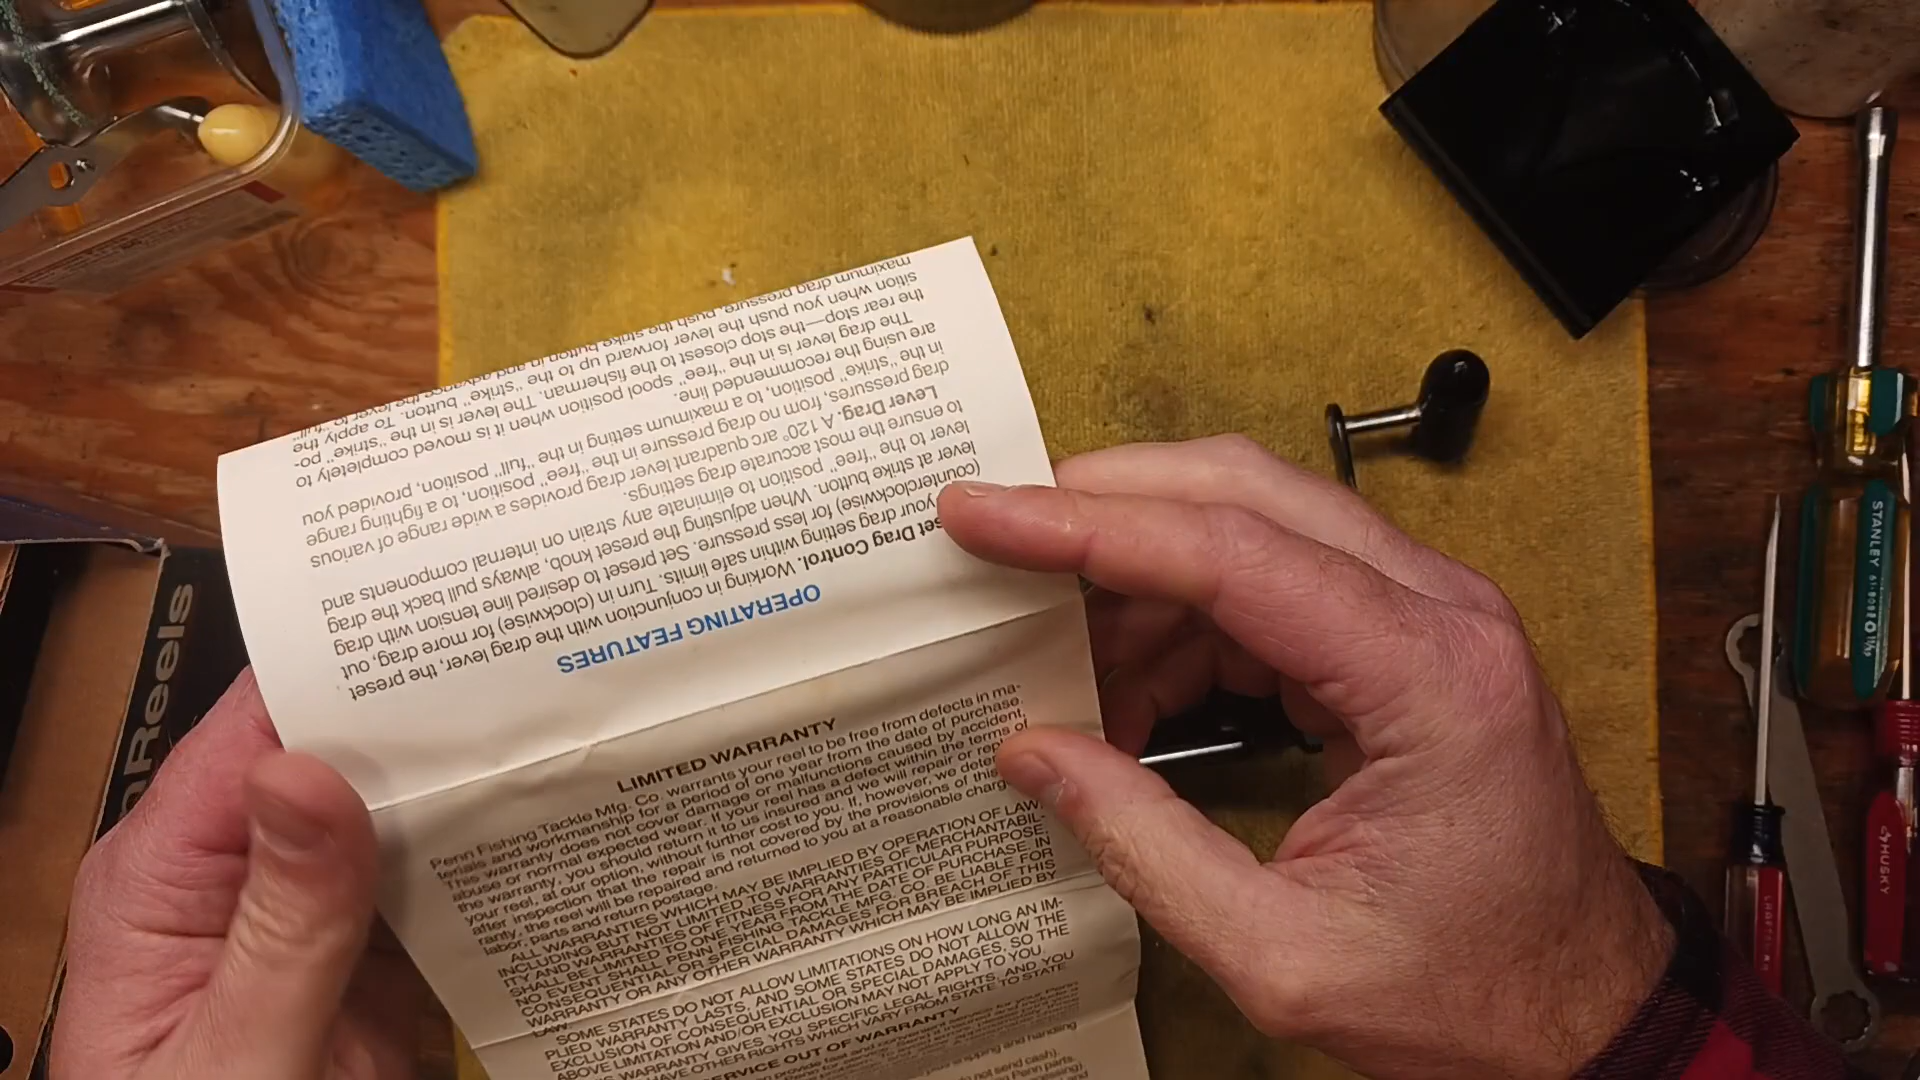 OPERATING FEATURES
set Drag Control. Working in conjunction with the drag lever, the preset
your drag setting within safe limits. Turn in (clockwise) for more drag, out
(counterclockwise) for less pressure. Set preset to desired line tension with drag
lever at strike button. When adjusting the preset knob, always pull back the drag
lever to the "free" position to eliminate any strain on internal components and
to ensure the most accurate drag settings.
Lever Drag. A 120° arc quadrant lever drag provides a wide range of various
drag pressures, from no drag pressure in the "free" position, to a fighting range
in the "strike" position, to a maximum setting in the "full" position, provided you
are using the recommended line.
The drag lever is in the "free" spool position when it is moved completely to
the rear stop—the stop closest to the fisherman. The lever is in the "strike" po-
sition when you push the lever forward up to the "strike" button. To apply the
maximum drag pressure, push the strike button in and advance the lever to "full"
LIMITED WARRANTY
Penn Fishing Tackle Mfg. Co. warrants your reel to be free from defects in ma-
terials and workmanship for a period of one year from the date of purchase.
This warranty does not cover damage or malfunctions caused by accident,
abuse or normal expected wear. If your reel has a defect within the terms of
the warranty, you should return it to us insured and we will repair or
your reel, at our option, without further cost to you. If, however, we
after inspection that the repair is not covered by the provisions of this
ranty, the reel will be repaired and returned to you at a reasonable
labor, parts and return postage.
ALL WARRANTIES WHICH MAY BE IMPLIED BY OPERATION OF LAW,
INCLUDING BUT NOT LIMITED TO WARRANTIES OF MERCHANTABIL-
ITY AND WARRANTIES OF FITNESS FOR ANY PARTICULAR PURPOSE,
SHALL BE LIMITED TO ONE YEAR FROM THE DATE OF PURCHASE. IN
NO EVENT SHALL PENN FISHING TACKLE MFG. CO. BE LIABLE FOR
CONSEQUENTIAL OR SPECIAL DAMAGES FOR BREACH OF THIS
WARRANTY OR ANY OTHER WARRANTY WHICH MAY BE IMPLIED BY
LAW.
SOME STATES DO NOT ALLOW LIMITATIONS ON HOW LONG AN IM-
PLIED WARRANTY LASTS, AND SOME STATES DO NOT ALLOW THE
EXCLUSION OF CONSEQUENTIAL OR SPECIAL DAMAGES, SO THE
ABOVE LIMITATION AND/OR EXCLUSION MAY NOT APPLY TO YOU.
WARRANTY GIVES YOU SPECIFIC LEGAL RIGHTS, AND YOU
HAVE OTHER RIGHTS WHICH VARY FROM STATE TO STATE
SERVICE OUT OF WARRANTY
not send cash).
Penn parts.
nReels
STANLEY
HUSKY